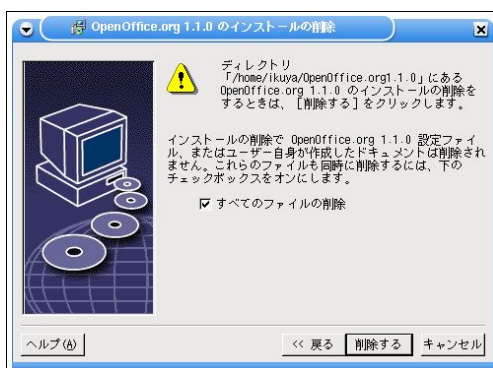 OpenOffice.org 1.1.0 のインストールの削除
ディレクトリ
「/home/ikuya/OpenOffice.org1.1.0」にある
OpenOffice.org 1.1.0 のインストールの削除を
するときは、［削除する］をクリックします。
インストールの削除で OpenOffice.org 1.1.0 設定ファイ
ル、またはユーザー自身が作成したドキュメントは削除され
ません。これらのファイルも同時に削除するには、下の
チェックボックスをオンにします。
すべてのファイルの削除
ヘルプ(A)
<< 戻る
削除する
キャンセル